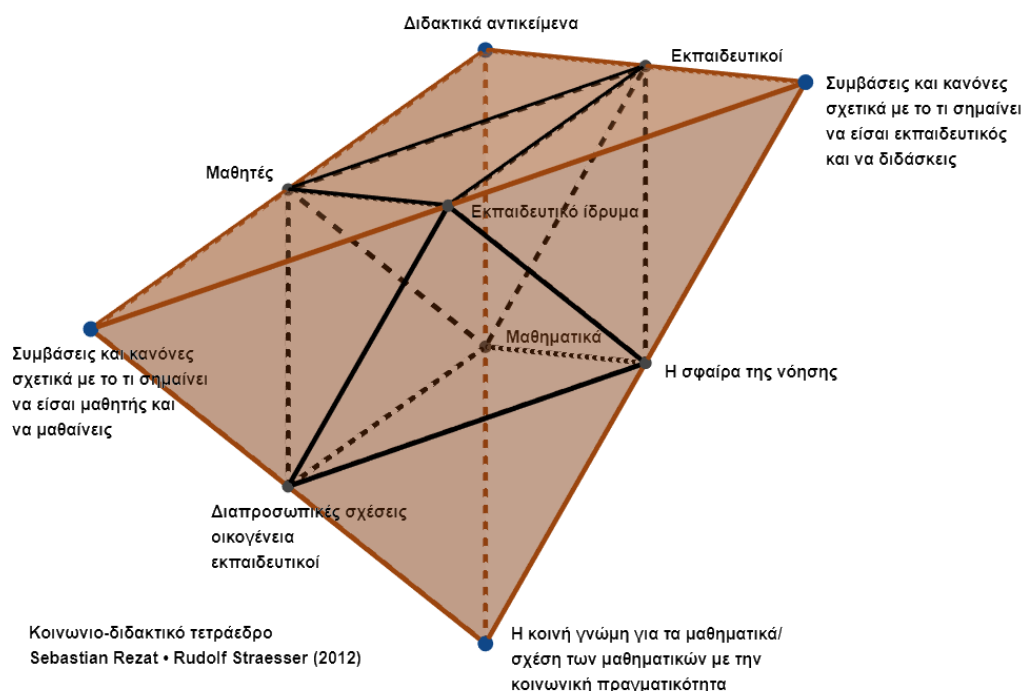 Διδακτικά αντικείμενα
Εκπαιδευτικοί
Συμβάσεις και κανόνες
σχετικά με το τι σημαίνει
να είσαι εκπαιδευτικός
και να διδάσκεις
Μαθητές
Εκπαιδευτικό ίδρυμα
Μαθηματικά
Η σφαίρα της νόησης
Συμβάσεις και κανόνες
σχετικά με το τι σημαίνει
να είσαι μαθητής και
να μαθαίνεις
Διαπροσωπικές σχέσεις
οικογένεια
εκπαιδευτικοί
Κοινωνιο-διδακτικό τετράεδρο
Sebastian Rezat • Rudolf Straesser (2012)
Η κοινή γνώμη για τα μαθηματικά/
σχέση των μαθηματικών με την
κοινωνική πραγματικότητα